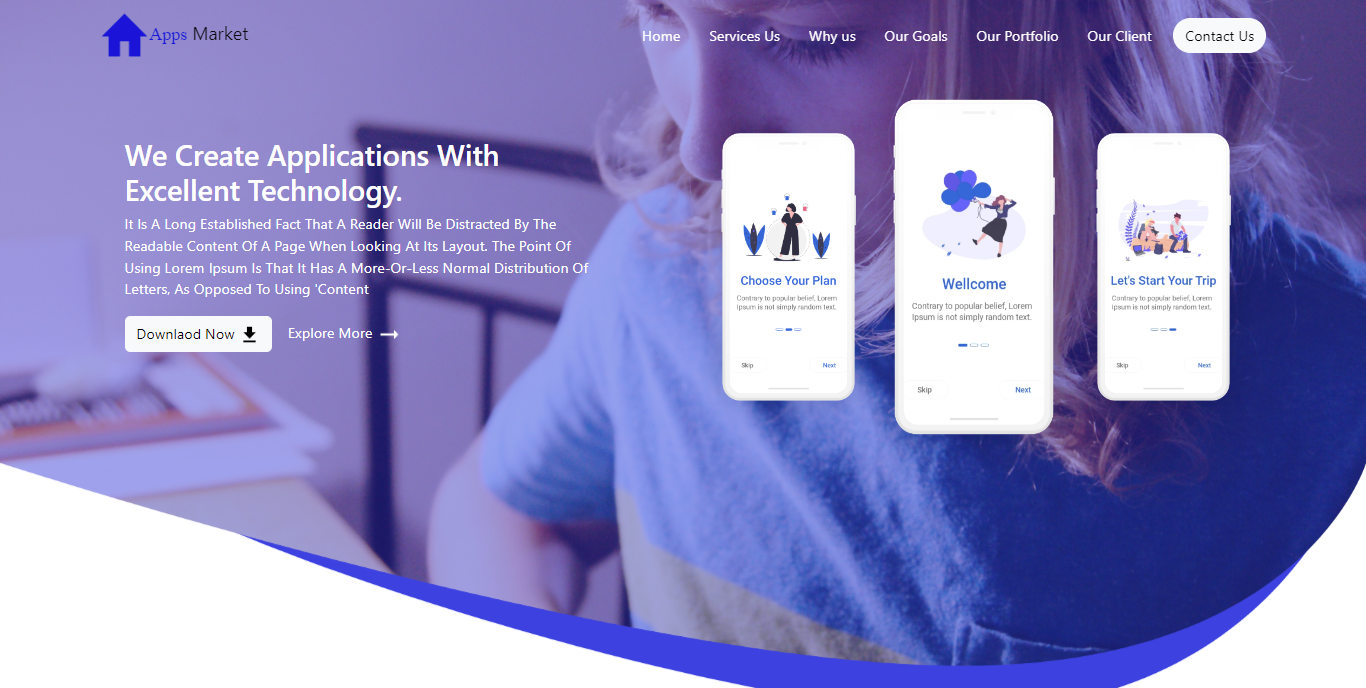 Apps Market
Home Services Us Why us Our Goals Our Portfolio Our Client Contact Us
We Create Applications With
Excellent Technology.
It Is A Long Established Fact That A Reader Will Be Distracted By The
Readable Content Of A Page When Looking At Its Layout. The Point Of
Using Lorem Ipsum Is That It Has A More-Or-Less Normal Distribution Of
Letters, As Opposed To Using 'Content
Downlaod Now
Explore More
Choose Your Plan
Contrary to popular belief, Lorem
Ipsum is not simply random text.
Skip Next
Wellcome
Contrary to popular belief, Lorem
Ipsum is not simply random text.
Skip Next
Let's Start Your Trip
Contrary to popular belief, Lorem
Ipsum is not simply random text.
Skip Next